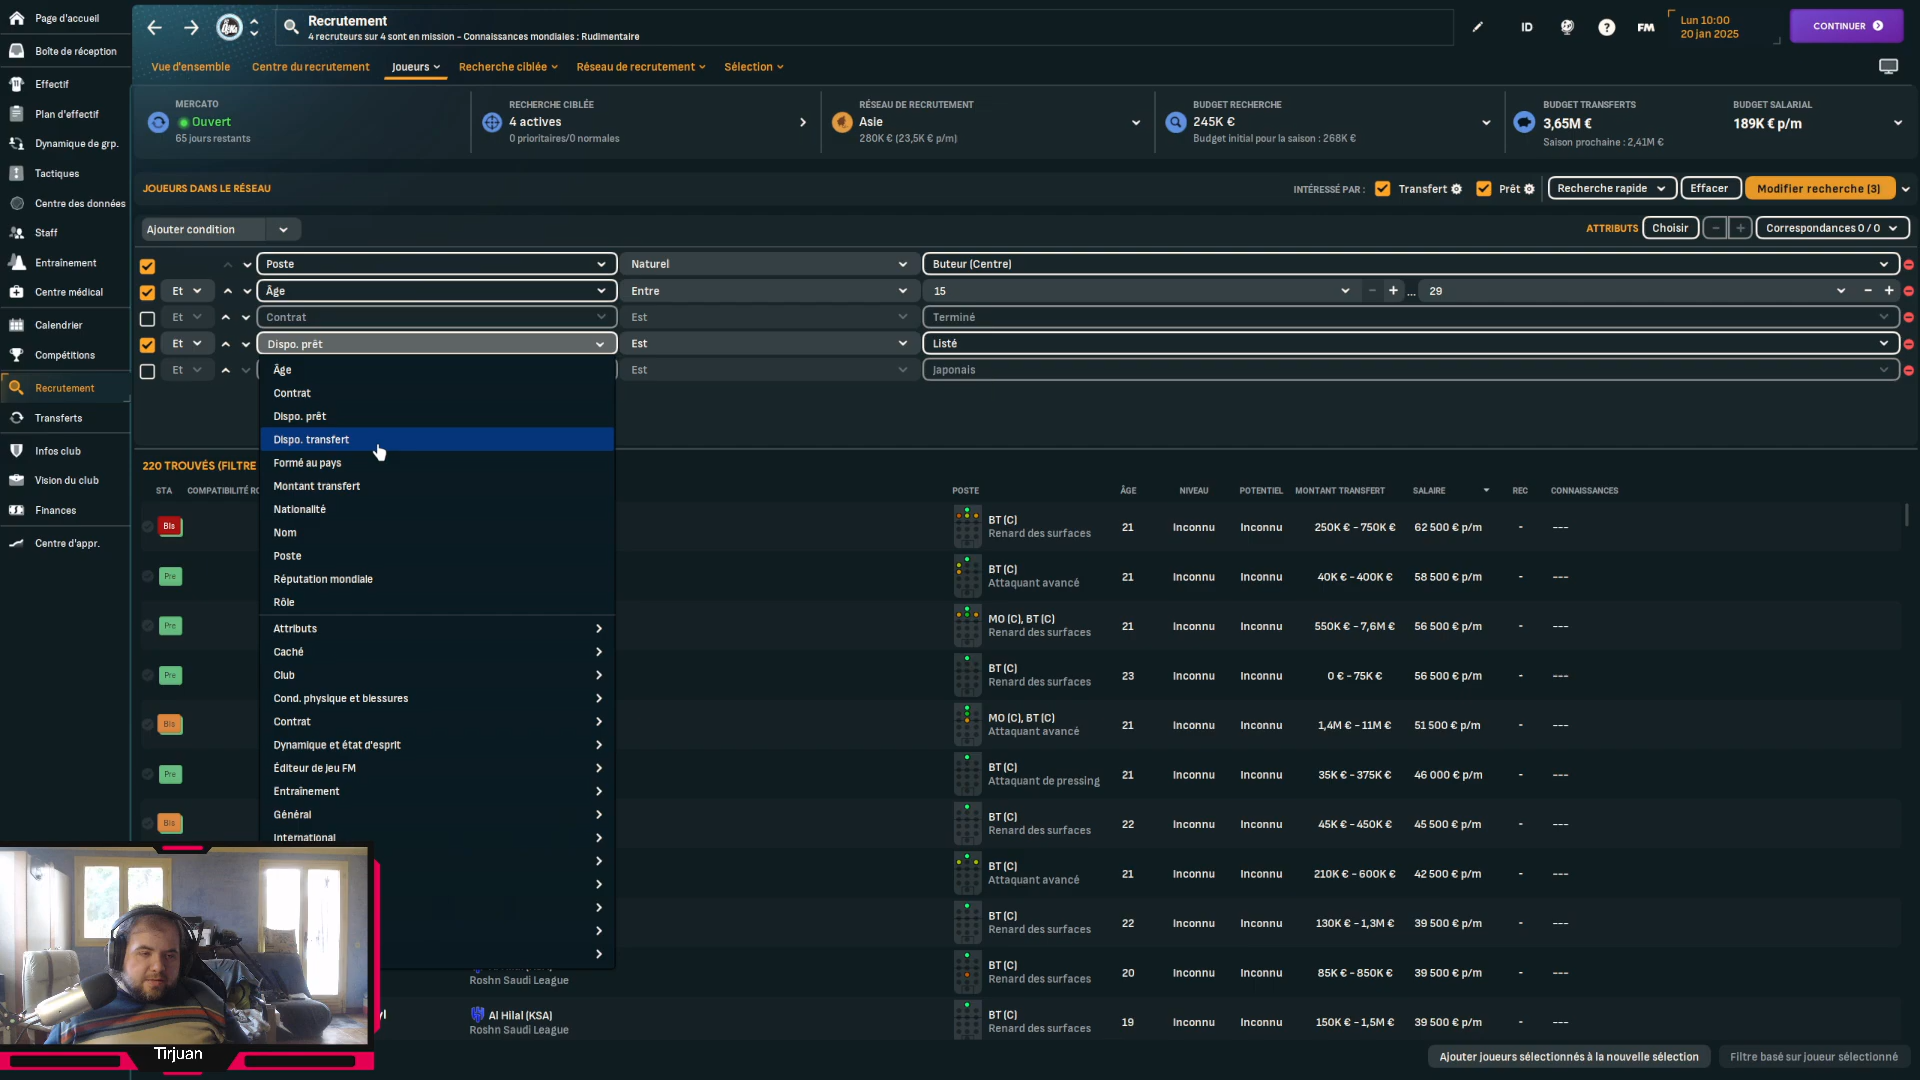 Page d'accueil
Boîte de réception
Effectif
Plan d'effectif
Dynamique de grp.
Tactiques
Centre des données
Staff
Entraînement
Centre médical
Calendrier
Compétitions
Recrutement
Transferts
Infos club
Vision du club
Finances
Centre d'appr.
Recrutement
4 recruteurs sur 4 sont en mission - Connaissances mondiales : Rudimentaire
ID
?
FM
Lun 10:00
20 jan 2025
CONTINUER
Vue d'ensemble
Centre du recrutement
Joueurs
Recherche ciblée
Réseau de recrutement
Sélection
MERCATO
Ouvert
65 jours restants
RECHERCHE CIBLÉE
4 actives
0 prioritaires/0 normales
RÉSEAU DE RECRUTEMENT
Asie
280K € (23,5K € p/m)
BUDGET RECHERCHE
245K €
Budget initial pour la saison : 268K €
BUDGET TRANSFERTS
3,65M €
Saison prochaine : 2,41M €
BUDGET SALARIAL
189K € p/m
JOUEURS DANS LE RÉSEAU
INTÉRESSÉ PAR :
Transfert
Prêt
Recherche rapide
Effacer
Modifier recherche (3)
Ajouter condition
ATTRIBUTS
Choisir
Correspondances 0 / 0
Poste
Naturel
Buteur (Centre)
Et
Âge
Entre
15
...
29
Et
Contrat
Est
Terminé
Et
Dispo. prêt
Est
Listé
Et
Est
Japonais
Âge
Contrat
Dispo. prêt
Dispo. transfert
Formé au pays
Montant transfert
Nationalité
Nom
Poste
Réputation mondiale
Rôle
Attributs
Caché
Club
Cond. physique et blessures
Contrat
Dynamique et état d'esprit
Éditeur de jeu FM
Entraînement
Général
International
220 TROUVÉS (FILTRE
STA
COMPATIBILITÉ RO
POSTE
ÂGE
NIVEAU
POTENTIEL
MONTANT TRANSFERT
SALAIRE
REC
CONNAISSANCES
Bls
BT (C)
Renard des surfaces
21
Inconnu
Inconnu
250K € - 750K €
62 500 € p/m
-
---
Pre
BT (C)
Attaquant avancé
21
Inconnu
Inconnu
40K € - 400K €
58 500 € p/m
-
---
Pre
MO (C), BT (C)
Renard des surfaces
21
Inconnu
Inconnu
550K € - 7,6M €
56 500 € p/m
-
---
Pre
BT (C)
Renard des surfaces
23
Inconnu
Inconnu
0 € - 75K €
56 500 € p/m
-
---
Bls
MO (C), BT (C)
Attaquant avancé
21
Inconnu
Inconnu
1,4M € - 11M €
51 500 € p/m
-
---
Pre
BT (C)
Attaquant de pressing
21
Inconnu
Inconnu
35K € - 375K €
46 000 € p/m
-
---
Bls
BT (C)
Renard des surfaces
22
Inconnu
Inconnu
45K € - 450K €
45 500 € p/m
-
---
BT (C)
Attaquant avancé
21
Inconnu
Inconnu
210K € - 600K €
42 500 € p/m
-
---
BT (C)
Renard des surfaces
22
Inconnu
Inconnu
130K € - 1,3M €
39 500 € p/m
-
---
Roshn Saudi League
BT (C)
Renard des surfaces
20
Inconnu
Inconnu
85K € - 850K €
39 500 € p/m
-
---
Al Hilal (KSA)
Roshn Saudi League
BT (C)
Renard des surfaces
19
Inconnu
Inconnu
150K € - 1,5M €
39 500 € p/m
-
---
Tirjuan
Ajouter joueurs sélectionnés à la nouvelle sélection
Filtre basé sur joueur sélectionné